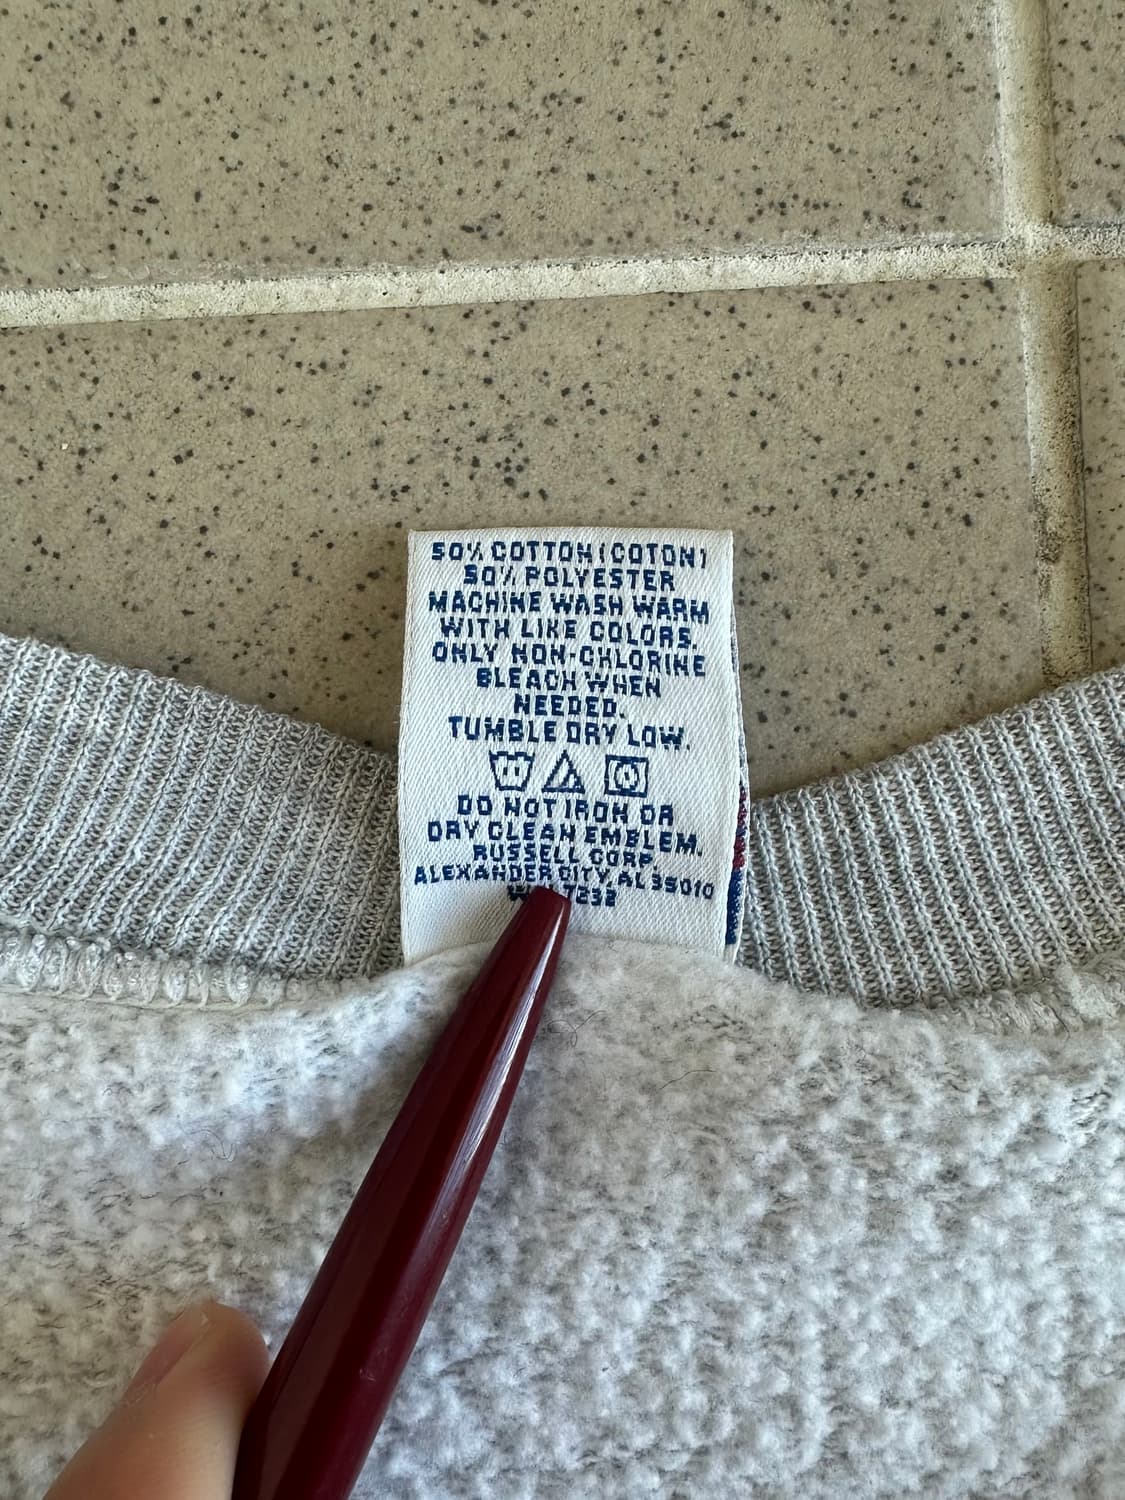 50% COTTON (COTON)
50% POLYESTER
MACHINE WASH WARM
WITH LIKE COLORS.
ONLY NON-CHLORINE
BLEACH WHEN
NEEDED.
TUMBLE DRY LOW.
DO NOT IRON OR
DRY CLEAN EMBLEM.
RUSSELL CORP.
ALEXANDER CITY, AL 35010